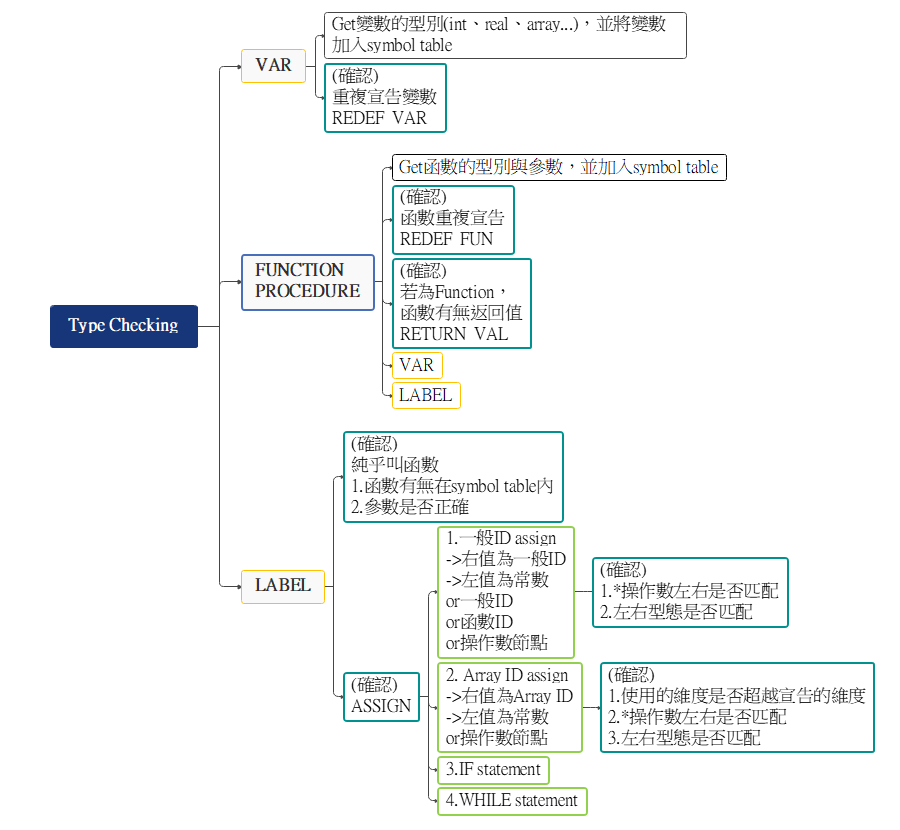 Type Checking
VAR
Get變數的型別(int、real、array...)，並將變數
加入symbol table
(確認)
重複宣告變數
REDEF VAR
FUNCTION
PROCEDURE
Get函數的型別與參數，並加入symbol table
(確認)
函數重複宣告
REDEF FUN
(確認)
若為Function，
函數有無返回值
RETURN VAL
VAR
LABEL
LABEL
(確認)
純乎叫函數
1.函數有無在symbol table內
2.參數是否正確
(確認)
ASSIGN
1.一般ID assign
->右值為一般ID
->左值為常數
or一般ID
or函數ID
or操作數節點
(確認)
1.*操作數左右是否匹配
2.左右型態是否匹配
2. Array ID assign
->右值為Array ID
->左值為常數
or操作數節點
(確認)
1.使用的維度是否超越宣告的維度
2.*操作數左右是否匹配
3.左右型態是否匹配
3.IF statement
4.WHILE statement